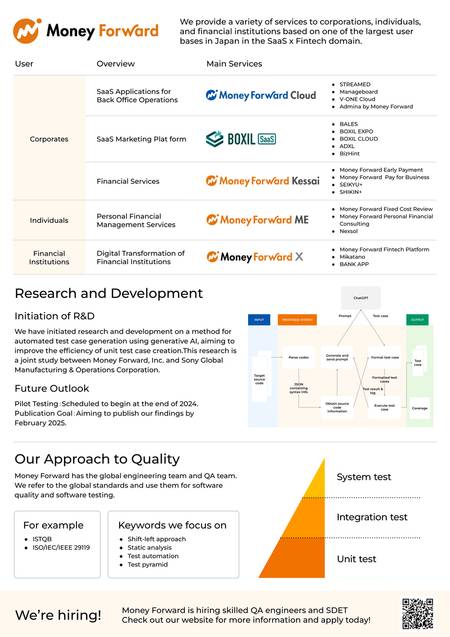 Money Forward
We provide a variety of services to corporations, individuals,
and financial institutions based on one of the largest user
bases in Japan in the SaaS x Fintech domain.
User
Overview
Main Services
Corporates
SaaS Applications for
Back Office Operations
Money Forward Cloud
STREAMED
Manageboard
V-ONE Cloud
Admina by Money Forward
SaaS Marketing Plat form
BOXIL SaaS
BALES
BOXIL EXPO
BOXIL CLOUD
ADXL
BizHint
Financial Services
Money Forward Kessai
Money Forward Early Payment
Money Forward Pay for Business
SEIKYU+
SHIKIN+
Individuals
Personal Financial
Management Services
Money Forward ME
Money Forward Fixed Cost Review
Money Forward Personal Financial
Consulting
Nexsol
Financial
Institutions
Digital Transformation of
Financial Institutions
Money Forward X
Money Forward Fintech Platform
Mikatano
BANK APP
Research and Development
Initiation of R&D
We have initiated research and development on a method for
automated test case generation using generative AI, aiming to
improve the efficiency of unit test case creation.This research is
a joint study between Money Forward, Inc. and Sony Global
Manufacturing & Operations Corporation.
Future Outlook
Pilot Testing:Scheduled to begin at the end of 2024.
Publication Goal:Aiming to publish our findings by
February 2025.
ChatGPT
Prompt
Test case
INPUT
OUTPUT
Target
source
code
Parse codes
Generate and
send prompt
Format test
case
Test
case
JSON
containing
syntax info.
Formatted test
cases
Test result &
log
Obtain source
code
information
Execute test
case
Coverage
Our Approach to Quality
Money Forward has the global engineering team and QA team.
We refer to the global standards and use them for software
quality and software testing.
For example
ISTQB
ISO/IEC/IEEE 29119
Keywords we focus on
Shift-left approach
Static analysis
Test automation
Test pyramid
System test
Integration test
Unit test
We're hiring!
Money Forward is hiring skilled QA engineers and SDET
Check out our website for more information and apply today!